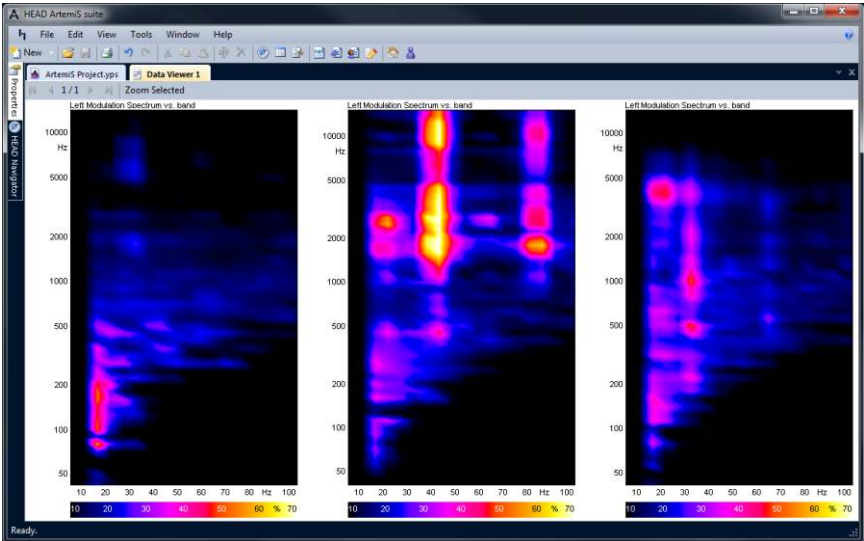 HEAD ArtemiS suite
File Edit View Tools Window Help
New
ArtemiS Project.yps Data Viewer 1
1/1 Zoom Selected
Properties
HEAD Navigator
Left Modulation Spectrum vs. band
10000
Hz
5000
2000
1000
500
200
100
50
10 20 30 40 50 60 70 80 Hz 100
10 20 30 40 50 60 % 70
Left Modulation Spectrum vs. band
10000
Hz
5000
2000
1000
500
200
100
50
10 20 30 40 50 60 70 80 Hz 100
10 20 30 40 50 60 % 70
Left Modulation Spectrum vs. band
10000
Hz
5000
2000
1000
500
200
100
50
10 20 30 40 50 60 70 80 Hz 100
10 20 30 40 50 60 % 70
Ready.